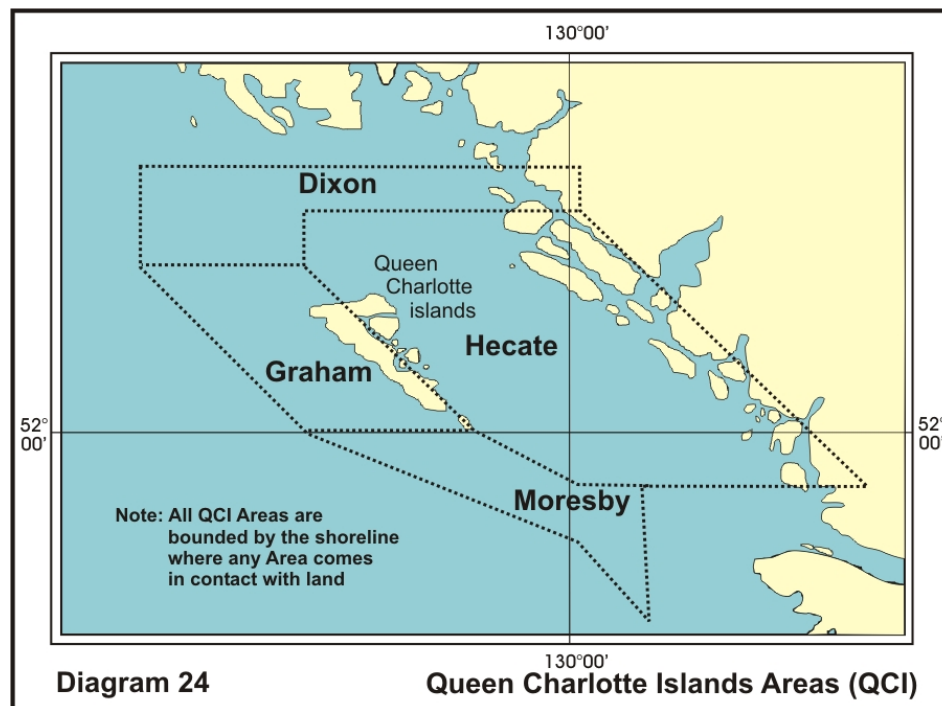 130°00'
Dixon
Queen
Charlotte
islands
Hecate
Graham
52°
00'
52°
00'
Moresby
Note: All QCI Areas are
bounded by the shoreline
where any Area comes
in contact with land
130°00'
Diagram 24
Queen Charlotte Islands Areas (QCI)